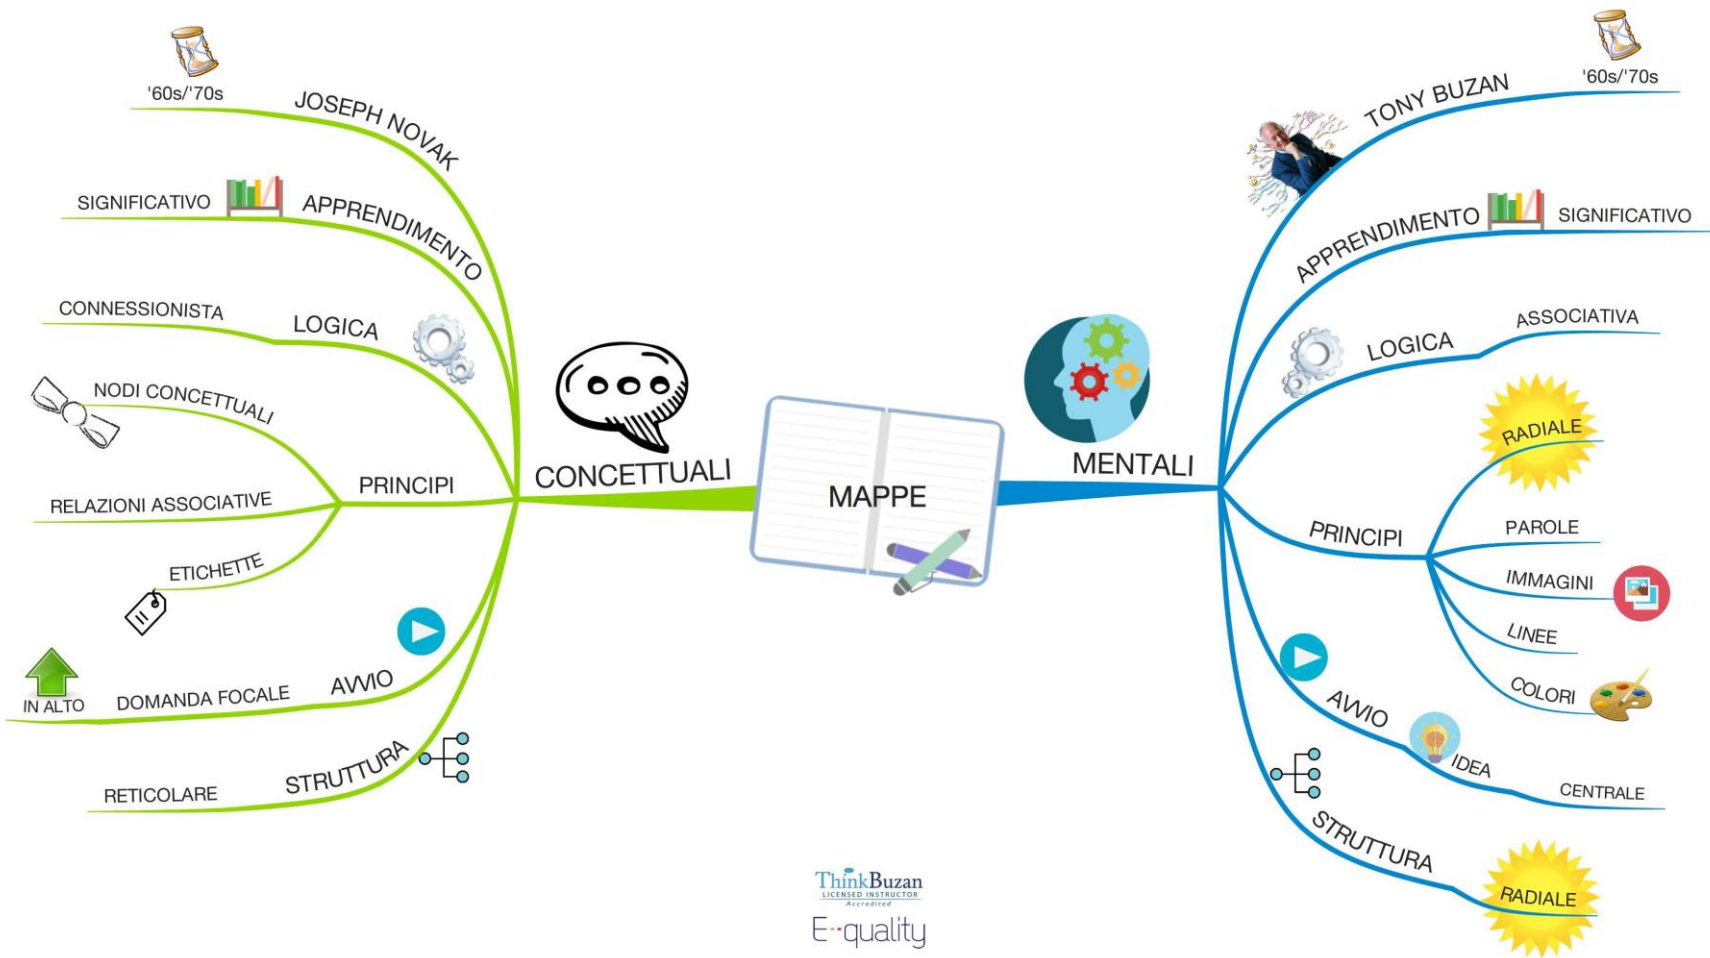 '60s/'70s
JOSEPH NOVAK
SIGNIFICATIVO
APPRENDIMENTO
CONNESSIONISTA
LOGICA
NODI CONCETTUALI
RELAZIONI ASSOCIATIVE
ETICHETTE
PRINCIPI
IN ALTO
DOMANDA FOCALE
AVVIO
RETICOLARE
STRUTTURA
CONCETTUALI
MAPPE
MENTALI
TONY BUZAN
'60s/'70s
APPRENDIMENTO
SIGNIFICATIVO
LOGICA
ASSOCIATIVA
PRINCIPI
RADIALE
PAROLE
IMMAGINI
LINEE
COLORI
AVVIO
IDEA
CENTRALE
STRUTTURA
RADIALE
ThinkBuzan
LICENSED INSTRUCTOR
Accredited
E-quality